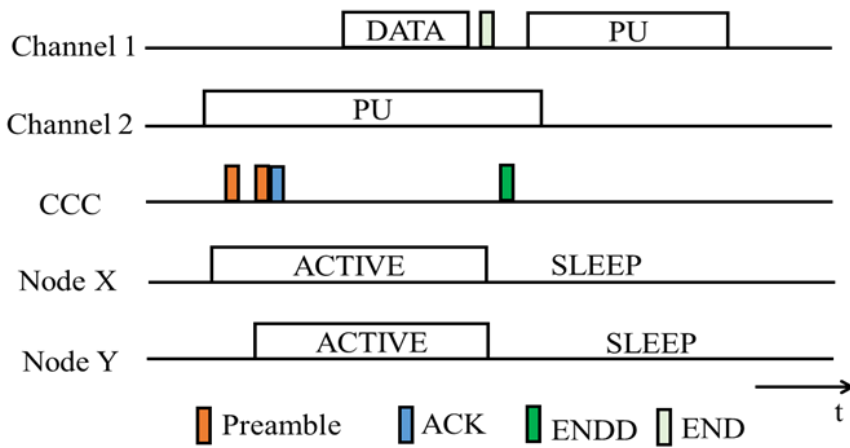 Channel 1 DATA PU
Channel 2 PU
CCC
Node X ACTIVE SLEEP
Node Y ACTIVE SLEEP
t
Preamble ACK ENDD END